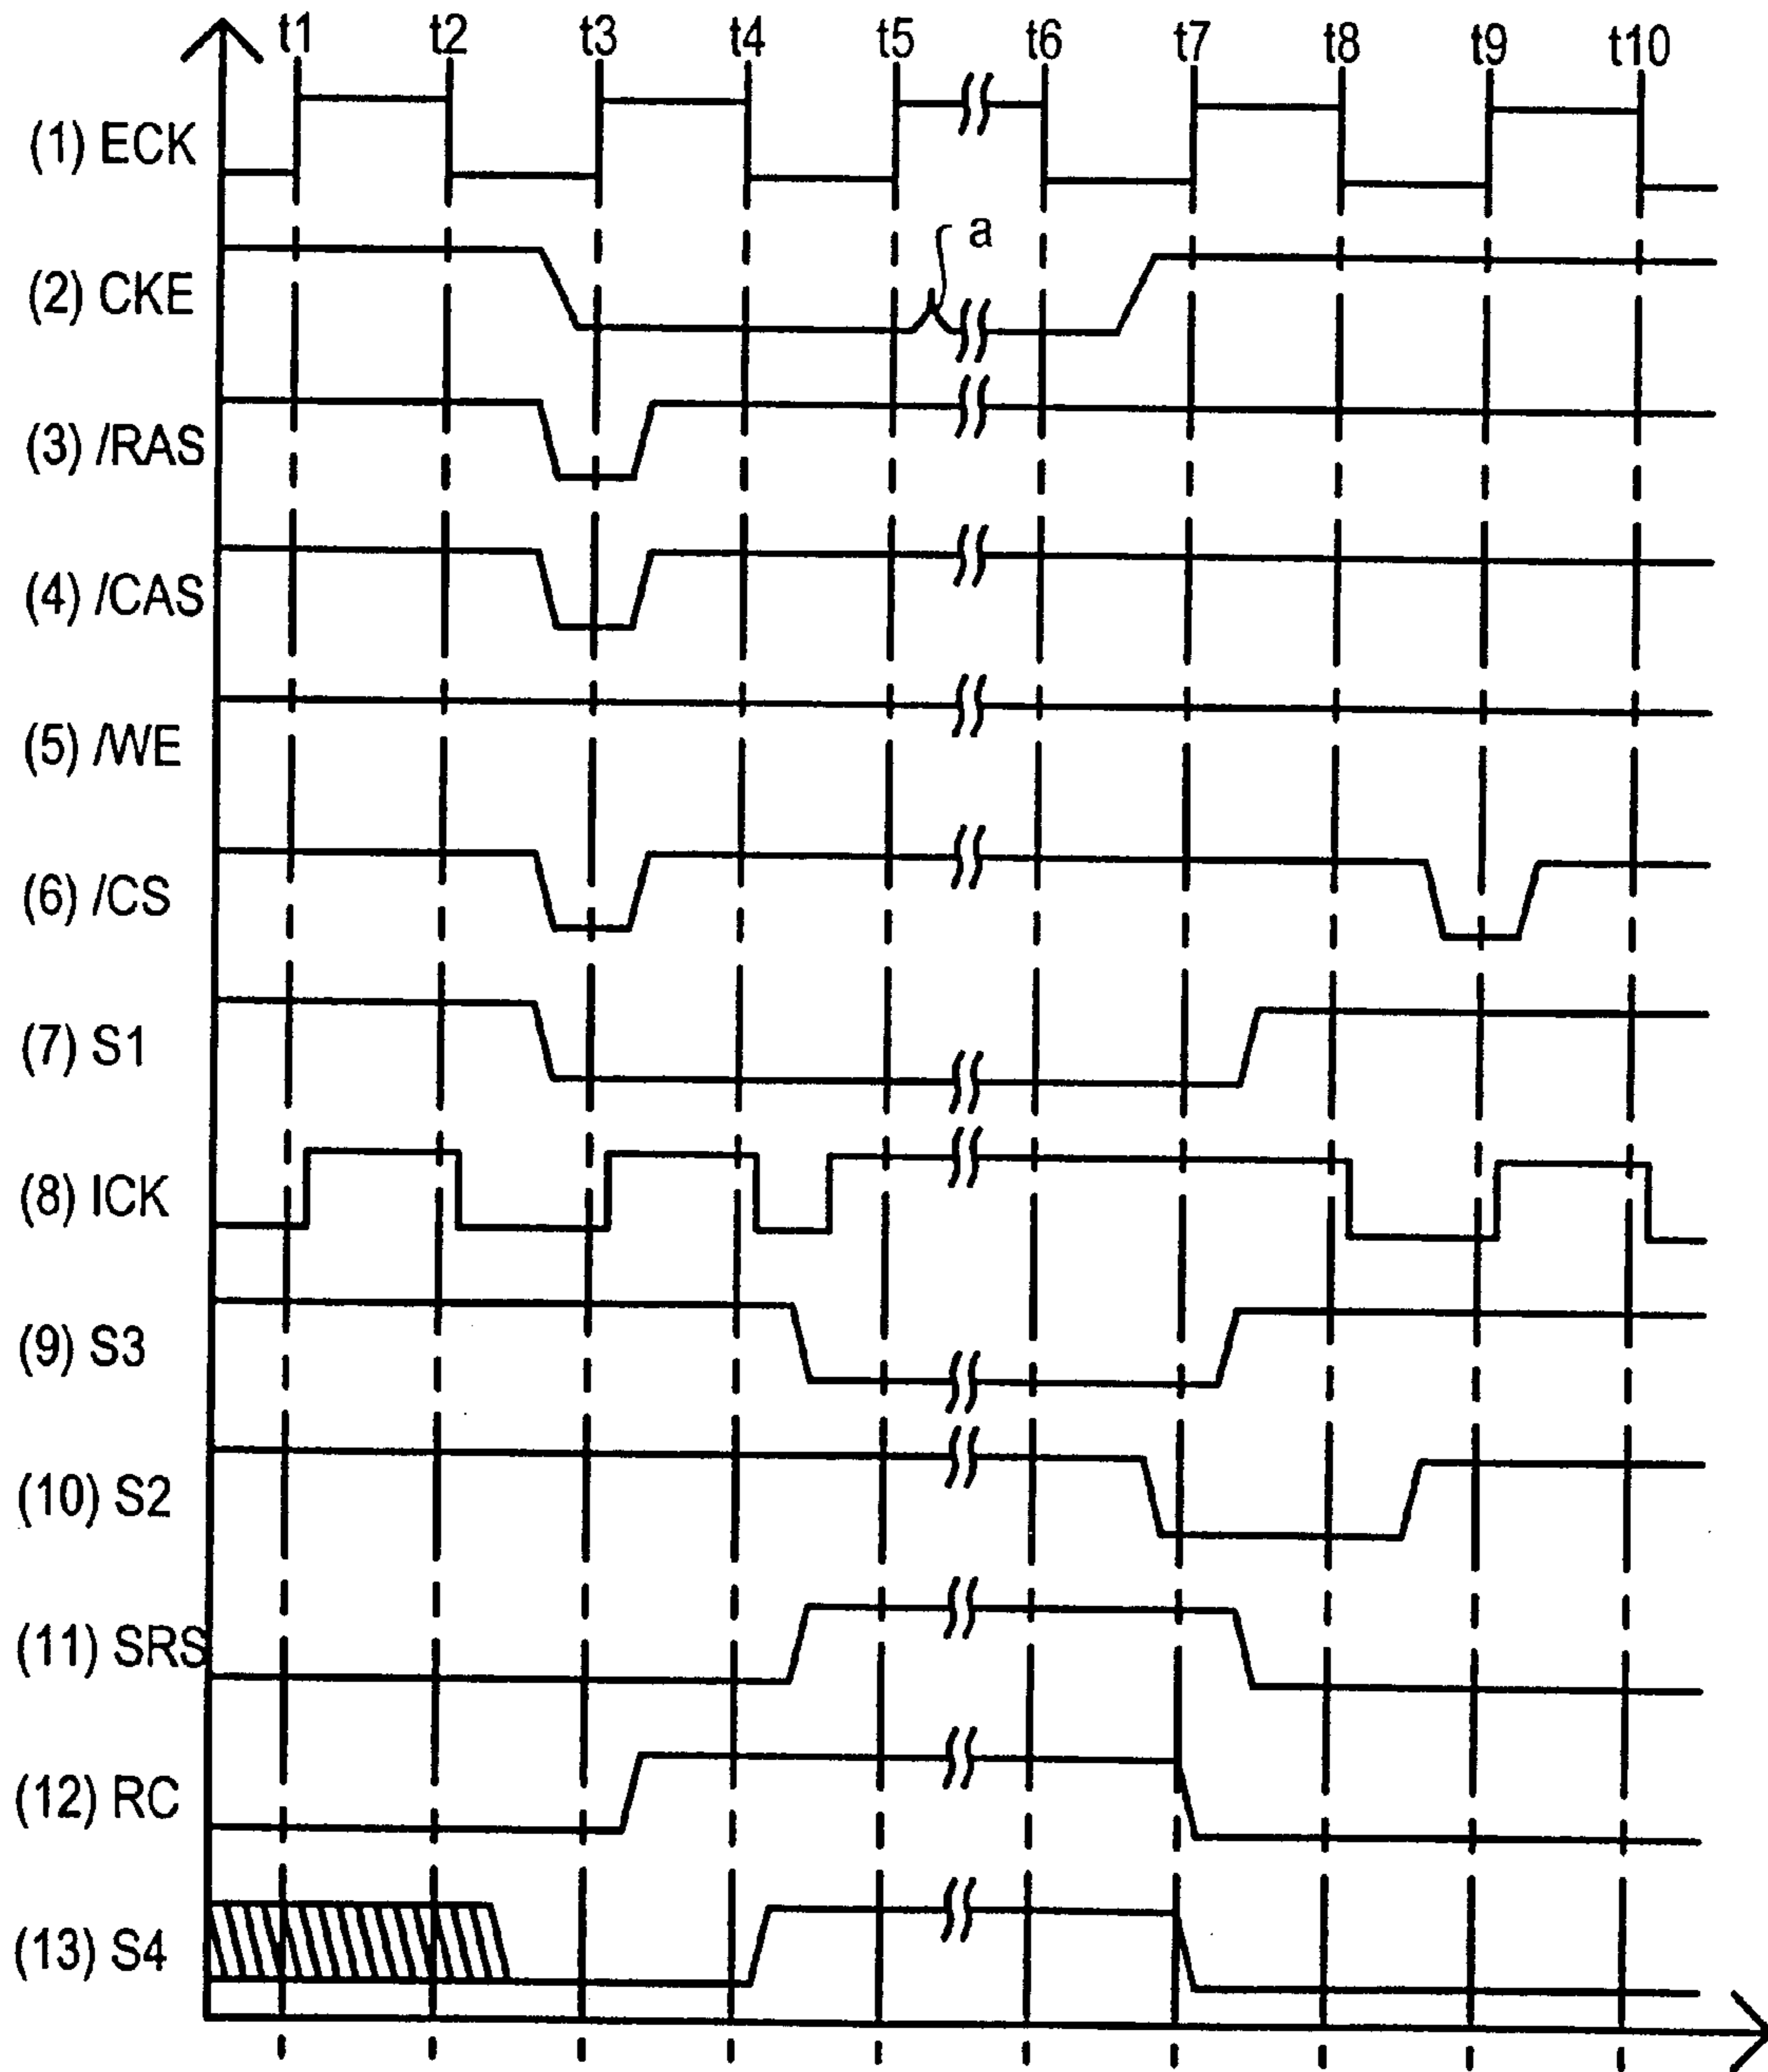 t1 t2 t3 t4 t5 t6 t7 t8 t9 t10
(1) ECK
a
(2) CKE
(3) /RAS
(4) /CAS
(5) /WE
(6) /CS
(7) S1
(8) ICK
(9) S3
(10) S2
(11) SRS
(12) RC
(13) S4